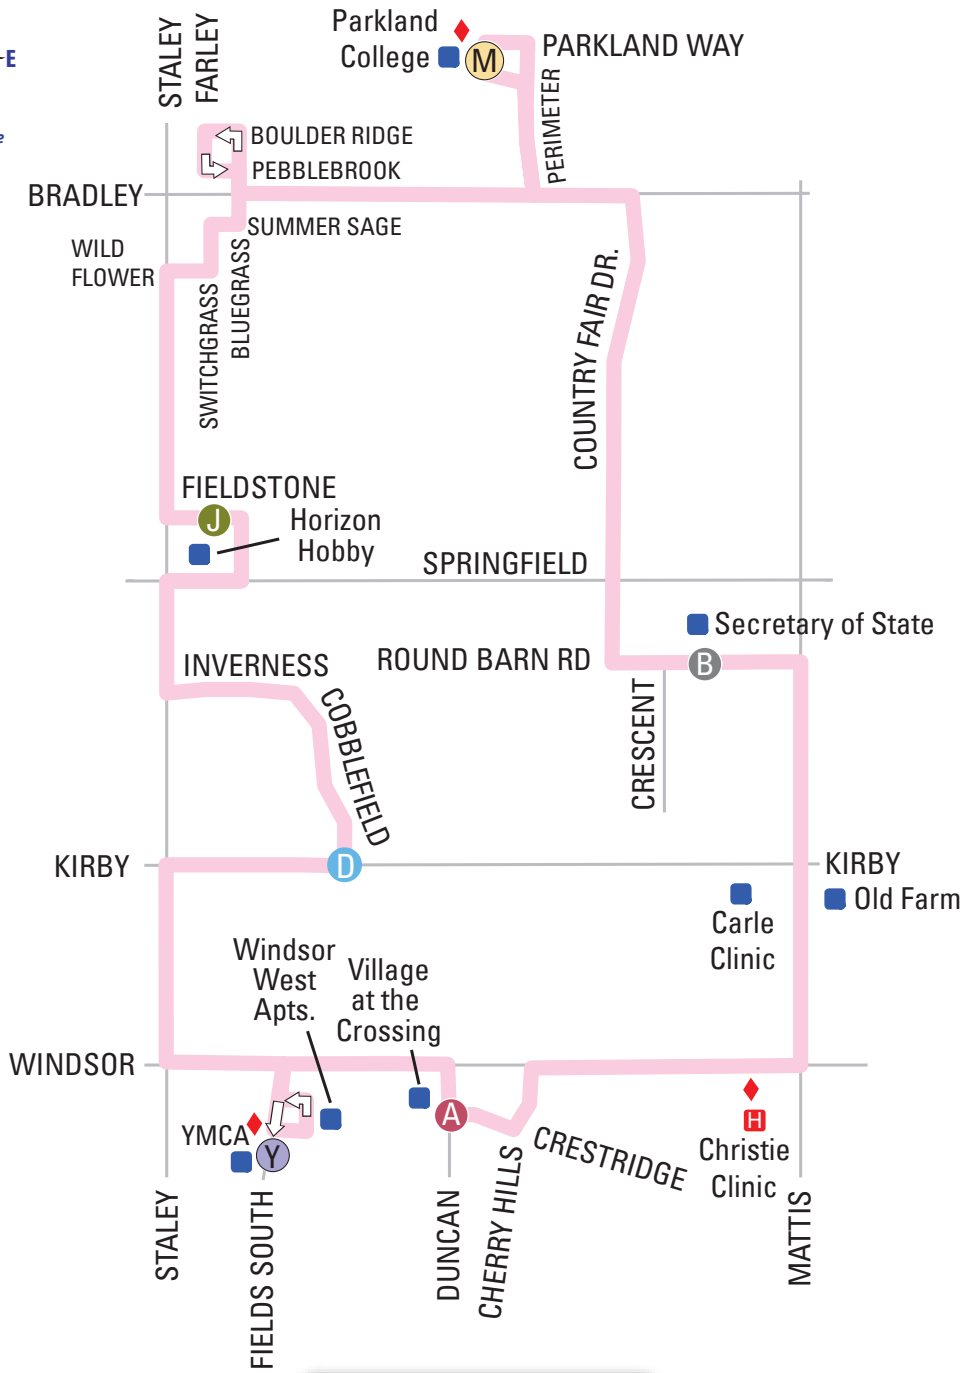 E
e
STALEY
FARLEY
Parkland
College
M
PARKLAND WAY
PERIMETER
BOULDER RIDGE
PEBBLEBROOK
BRADLEY
SUMMER SAGE
WILD
FLOWER
SWITCHGRASS
BLUEGRASS
COUNTRY FAIR DR.
FIELDSTONE
J
Horizon
Hobby
SPRINGFIELD
Secretary of State
INVERNESS
ROUND BARN RD
B
COBBLEFIELD
CRESCENT
KIRBY
D
KIRBY
Old Farm
Carle
Clinic
Windsor
West
Apts.
Village
at the
Crossing
WINDSOR
A
YMCA
Y
H
Christie
Clinic
CRESTRIDGE
CHERRY HILLS
STALEY
FIELDS SOUTH
DUNCAN
MATTIS